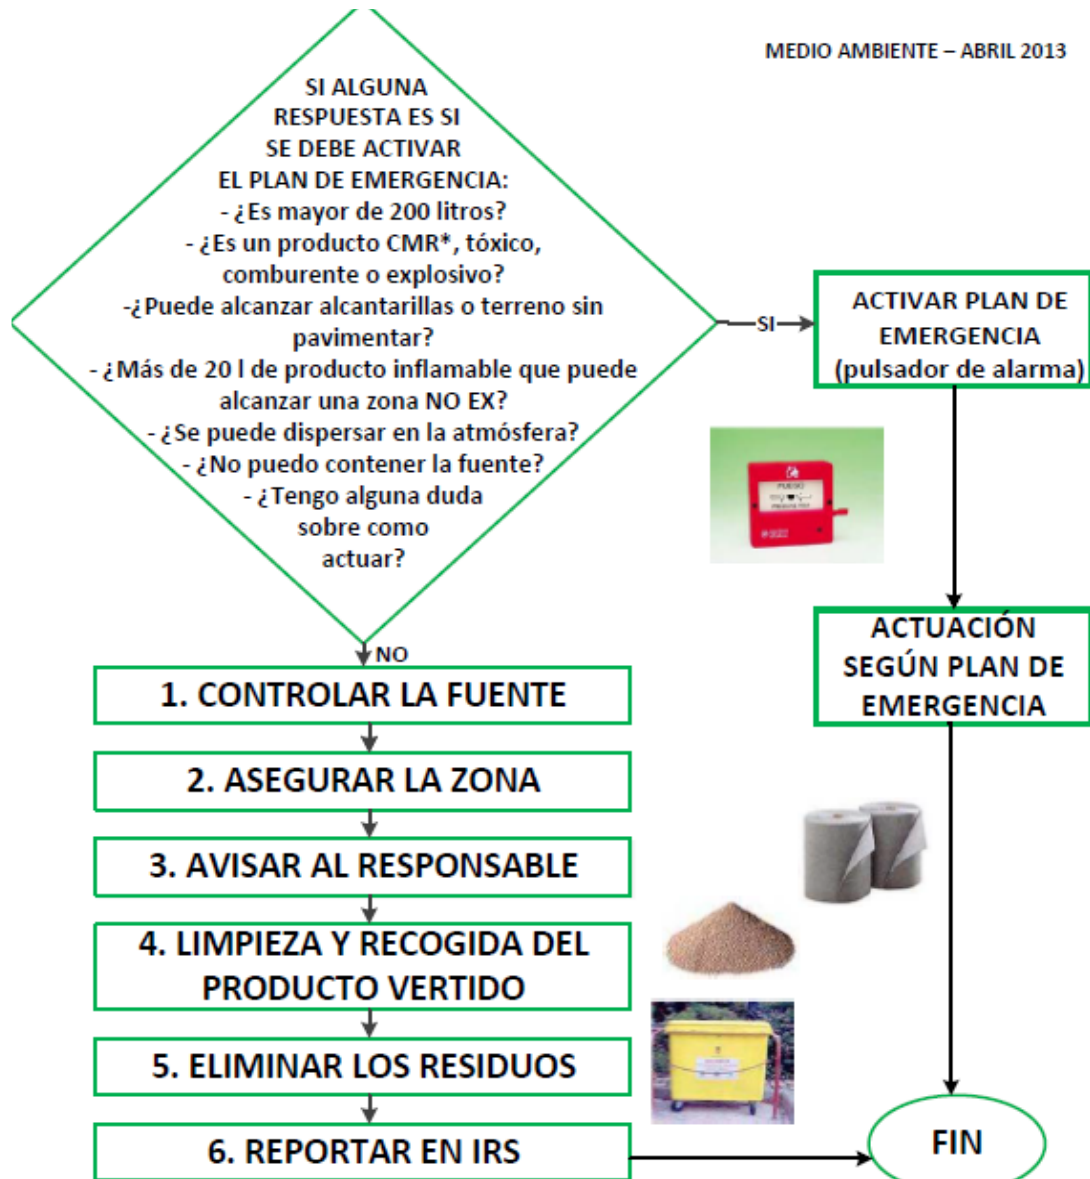 MEDIO AMBIENTE – ABRIL 2013
SI ALGUNA
RESPUESTA ES SI
SE DEBE ACTIVAR
EL PLAN DE EMERGENCIA:
- ¿Es mayor de 200 litros?
- ¿Es un producto CMR*, tóxico,
comburente o explosivo?
-¿Puede alcanzar alcantarillas o terreno sin
pavimentar?
- ¿Más de 20 l de producto inflamable que puede
alcanzar una zona NO EX?
- ¿Se puede dispersar en la atmósfera?
- ¿No puedo contener la fuente?
- ¿Tengo alguna duda
sobre como
actuar?
SI
ACTIVAR PLAN DE
EMERGENCIA
(pulsador de alarma)
FUEGO
ACTUACIÓN
SEGÚN PLAN DE
EMERGENCIA
NO
1. CONTROLAR LA FUENTE
2. ASEGURAR LA ZONA
3. AVISAR AL RESPONSABLE
4. LIMPIEZA Y RECOGIDA DEL
PRODUCTO VERTIDO
5. ELIMINAR LOS RESIDUOS
6. REPORTAR EN IRS
FIN